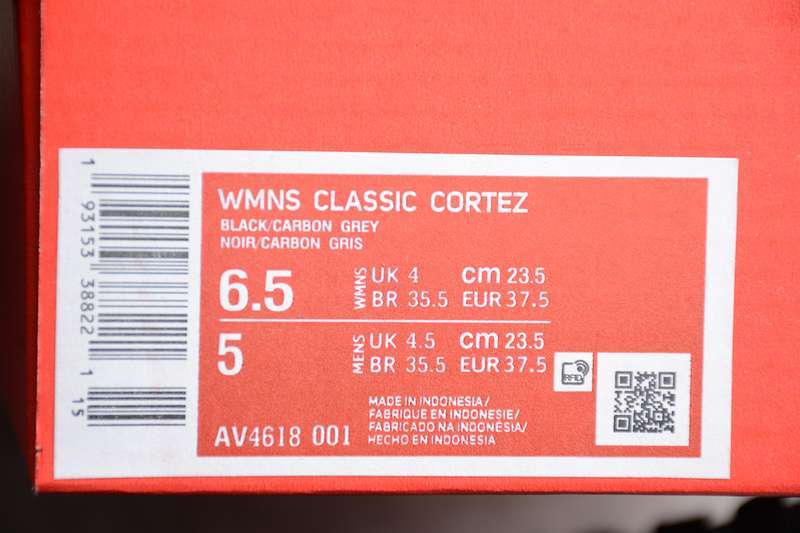 WMNS CLASSIC CORTEZ
BLACK/CARBON GREY
NOIR/CARBON GRIS
6.5 WMNS UK 4 cm 23.5
BR 35.5 EUR 37.5
5 MENS UK 4.5 cm 23.5
BR 35.5 EUR 37.5
RFID
MADE IN INDONESIA/
FABRIQUE EN INDONESIE/
FABRICADO NA INDONESIA/
HECHO EN INDONESIA
AV4618 001
1 93153 38822 1 15